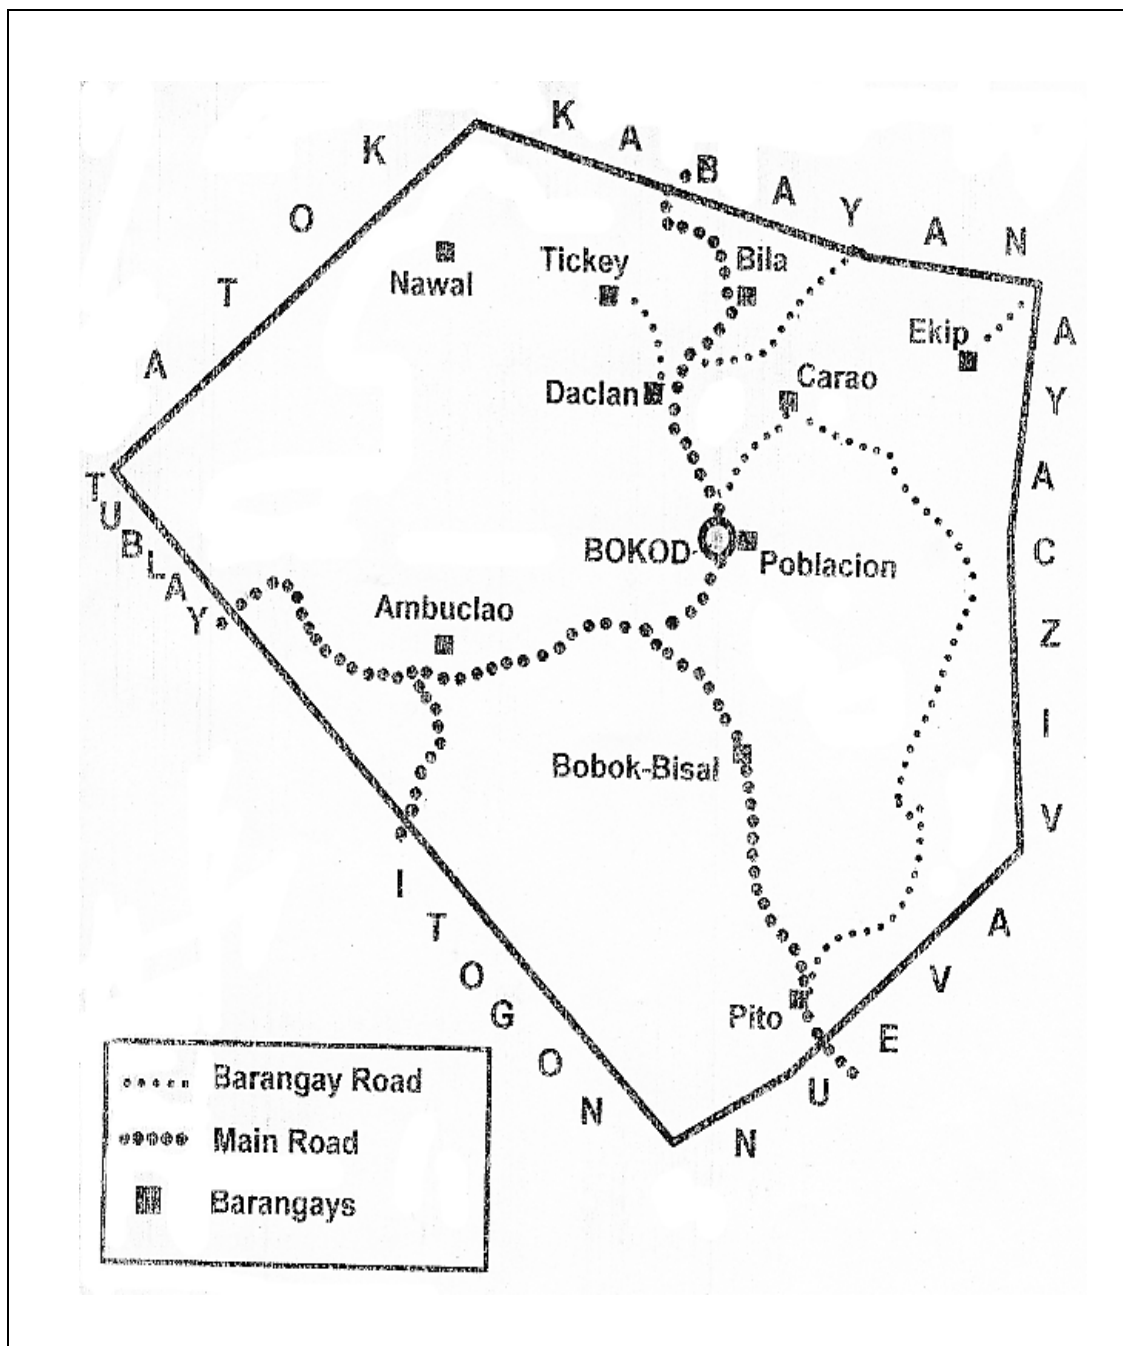 KABAYAN
ATOK
Nawal
Tickey
Bila
Ekip
Daclan
Carao
TUBLAY
BOKOD
Poblacion
Ambuclao
Bobok-Bisal
Pito
ITOGON
NUEVA VIZCAYA
Barangay Road
Main Road
Barangays